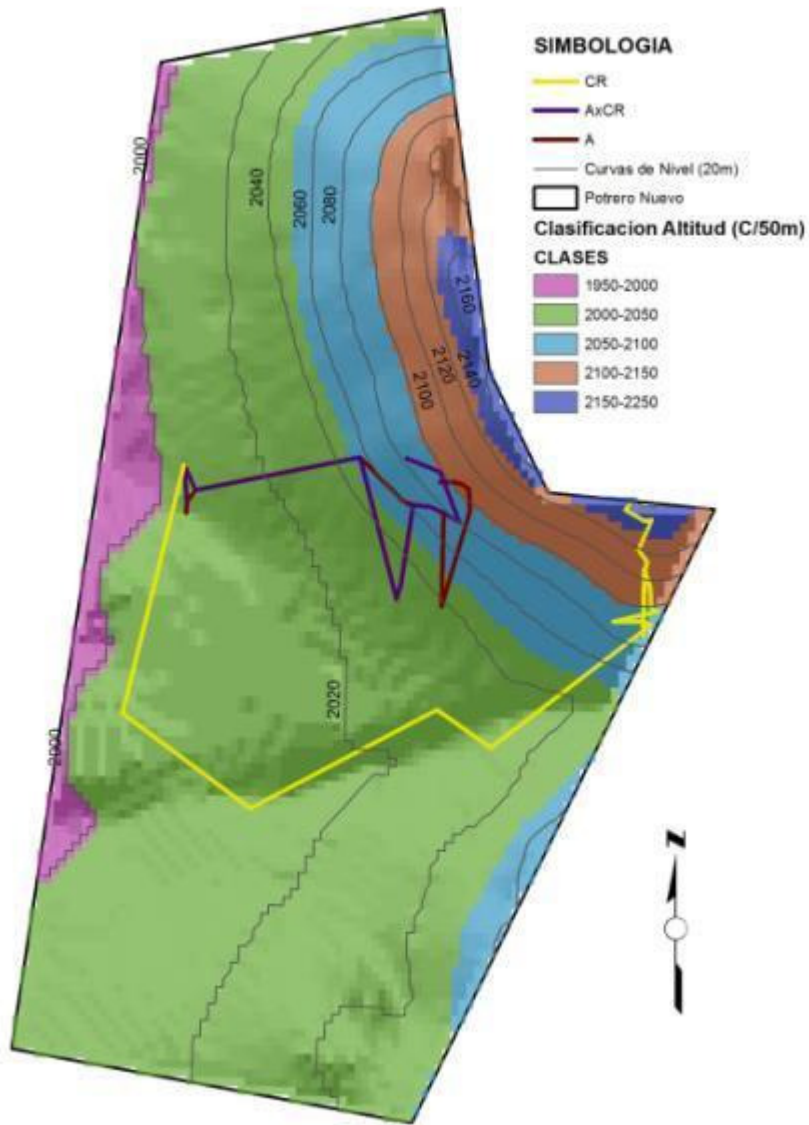 SIMBOLOGIA
CR
AxCR
A
Curvas de Nivel (20m)
Potrero Nuevo
Clasificacion Altitud (C/50m)
CLASES
1950-2000
2000-2050
2050-2100
2100-2150
2150-2250
2000
2040
2060
2080
2160
2140
2120
2100
2020
2000
N